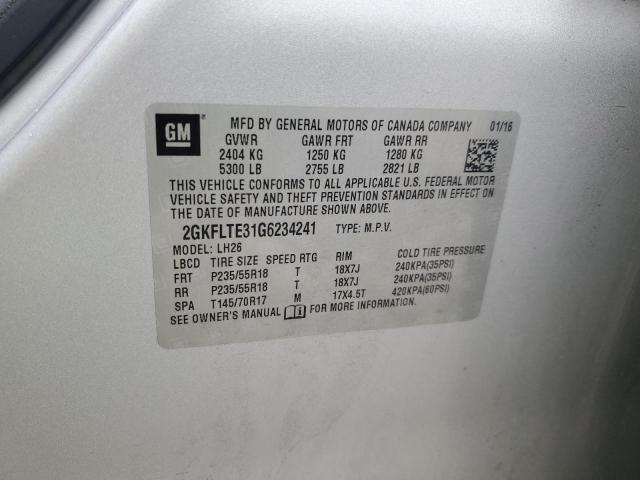 GM
MFD BY GENERAL MOTORS OF CANADA COMPANY 01/16
GVWR GAWR FRT GAWR RR
2404 KG 1250 KG 1280 KG
5300 LB 2755 LB 2821 LB
THIS VEHICLE CONFORMS TO ALL APPLICABLE U.S. FEDERAL MOTOR
VEHICLE SAFETY AND THEFT PREVENTION STANDARDS IN EFFECT ON
THE DATE OF MANUFACTURE SHOWN ABOVE.
2GKFLTE31G6234241 TYPE: M.P.V.
MODEL: LH26
LBCD TIRE SIZE SPEED RTG RIM COLD TIRE PRESSURE
FRT P235/55R18 T 18X7J 240KPA(35PSI)
RR P235/55R18 T 18X7J 240KPA(35PSI)
SPA T145/70R17 M 17X4.5T 420KPA(60PSI)
SEE OWNER'S MANUAL FOR MORE INFORMATION